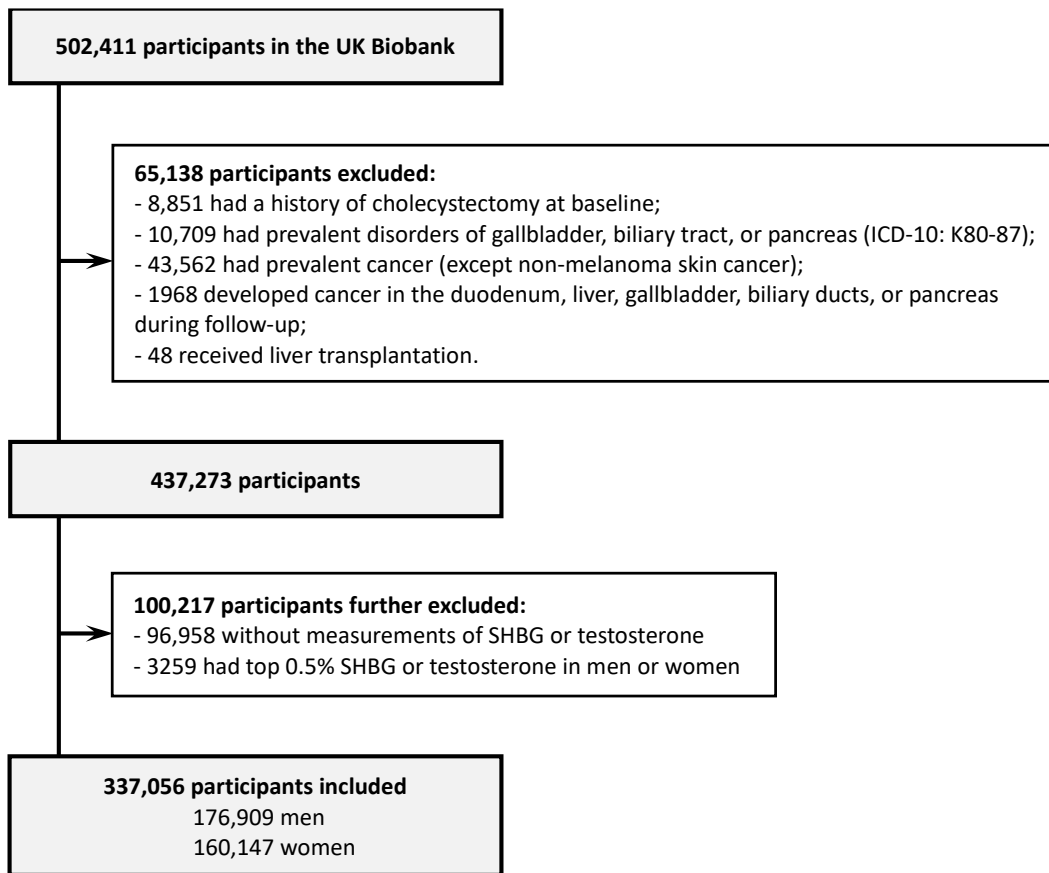 502,411 participants in the UK Biobank
65,138 participants excluded:
- 8,851 had a history of cholecystectomy at baseline;
- 10,709 had prevalent disorders of gallbladder, biliary tract, or pancreas (ICD-10: K80-87);
- 43,562 had prevalent cancer (except non-melanoma skin cancer);
- 1968 developed cancer in the duodenum, liver, gallbladder, biliary ducts, or pancreas
during follow-up;
- 48 received liver transplantation.
437,273 participants
100,217 participants further excluded:
- 96,958 without measurements of SHBG or testosterone
- 3259 had top 0.5% SHBG or testosterone in men or women
337,056 participants included
176,909 men
160,147 women